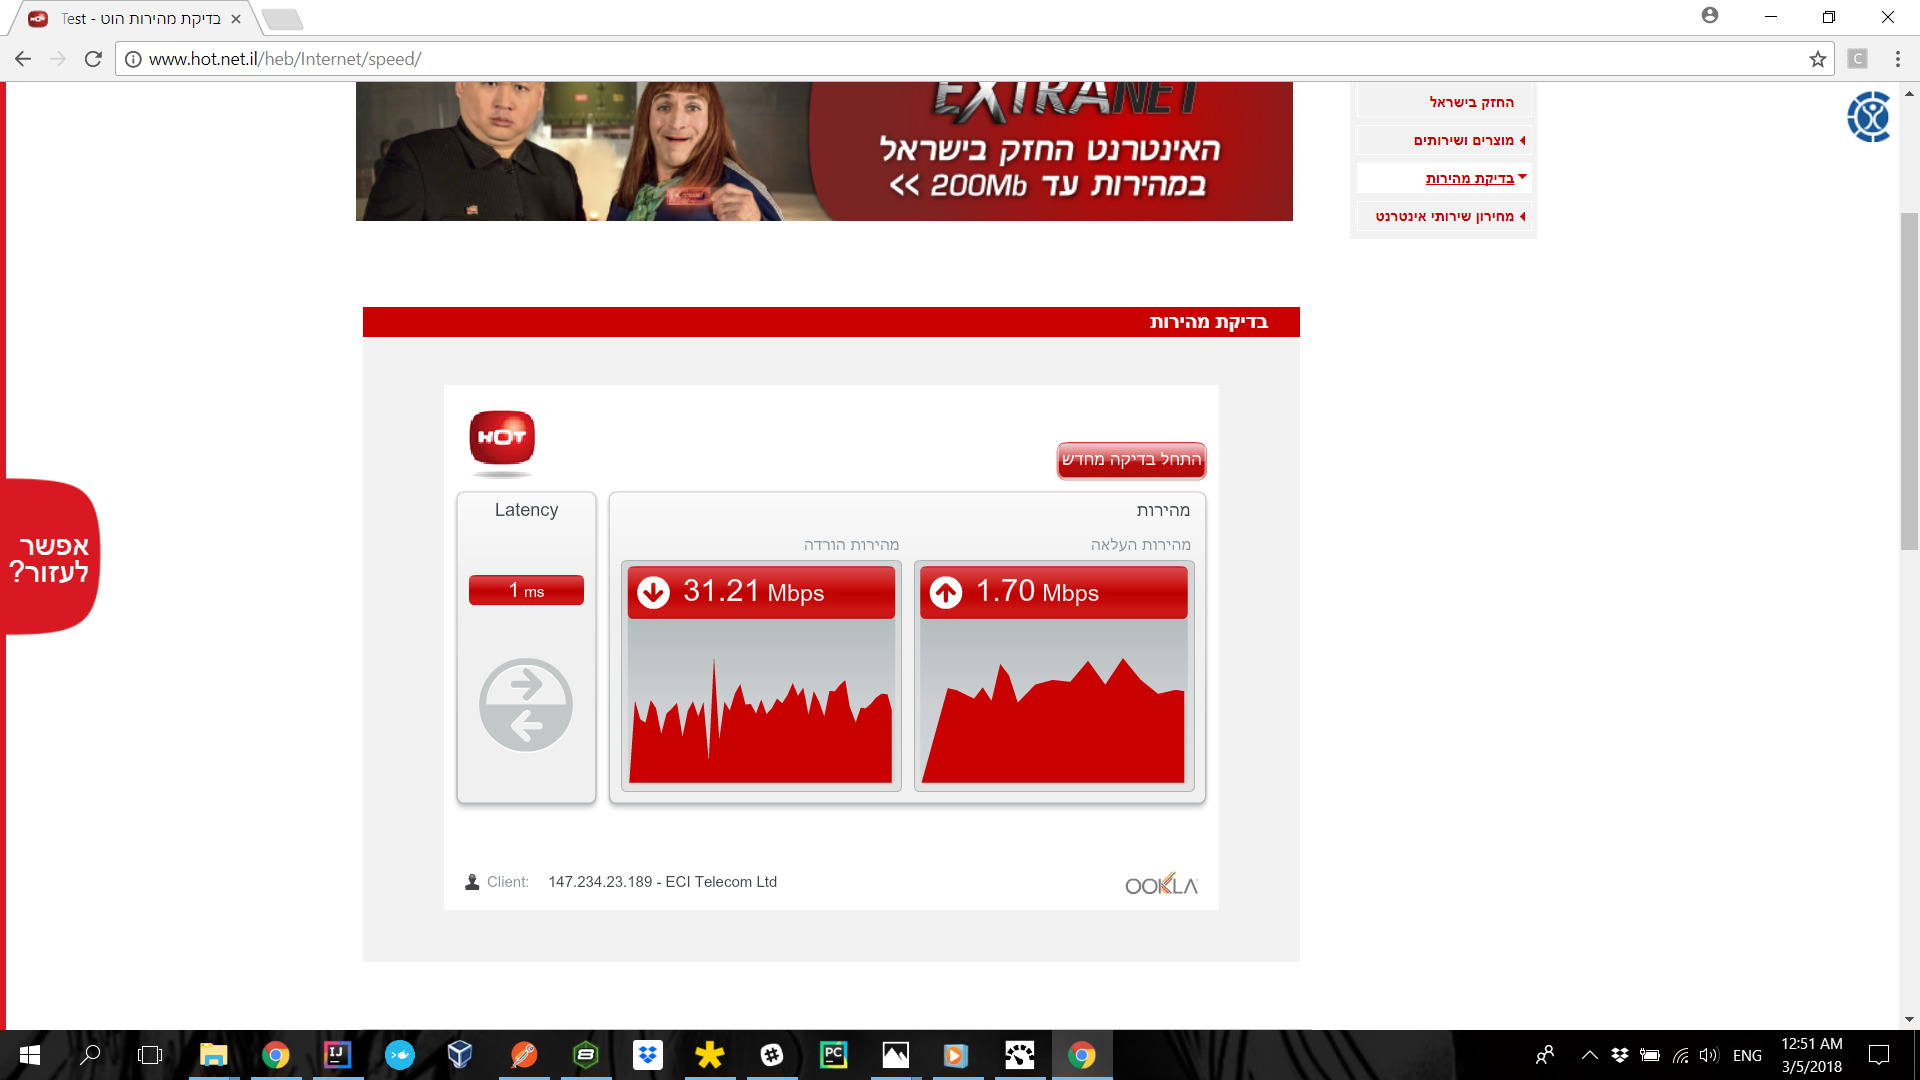 Test - בדיקת מהירות הוט
www.hot.net.il/heb/Internet/speed/
C
EXTRANET
האינטרנט החזק בישראל
במהירות עד 200Mb >>
החזק בישראל
מוצרים ושירותים
בדיקת מהירות
מחירון שירותי אינטרנט
בדיקת מהירות
HOT
התחל בדיקה מחדש
Latency
1 ms
מהירות
מהירות הורדה
מהירות העלאה
31.21 Mbps
1.70 Mbps
אפשר
לעזור?
Client: 147.234.23.189 - ECI Telecom Ltd
OOKLA
IJ
PC
ENG
12:51 AM
3/5/2018